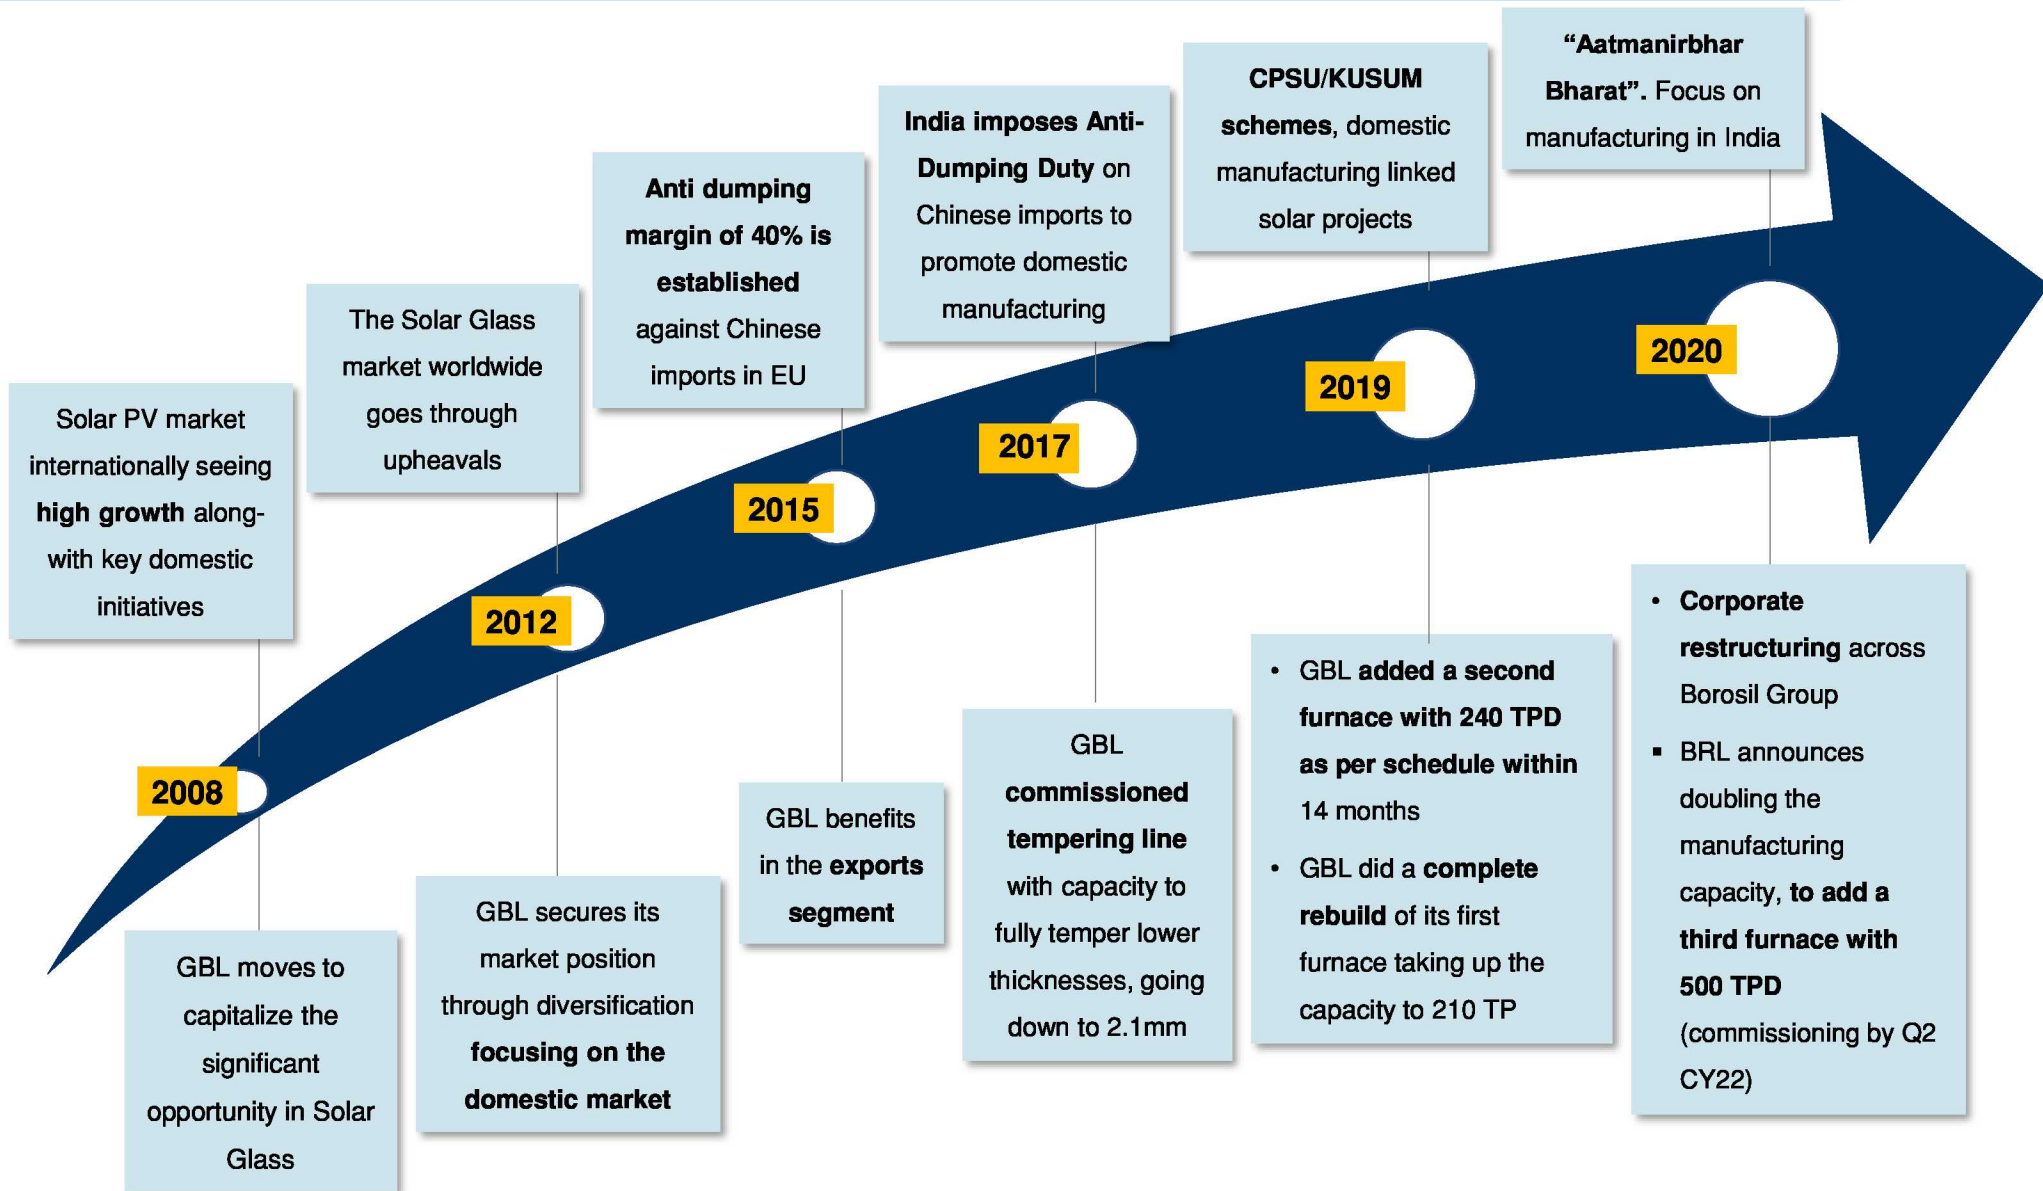 Solar PV market
internationally seeing
high growth along-
with key domestic
initiatives
2008
GBL moves to
capitalize the
significant
opportunity in Solar
Glass
The Solar Glass
market worldwide
goes through
upheavals
2012
GBL secures its
market position
through diversification
focusing on the
domestic market
Anti dumping
margin of 40% is
established
against Chinese
imports in EU
2015
GBL benefits
in the exports
segment
India imposes Anti-
Dumping Duty on
Chinese imports to
promote domestic
manufacturing
2017
GBL
commissioned
tempering line
with capacity to
fully temper lower
thicknesses, going
down to 2.1mm
CPSU/KUSUM
schemes, domestic
manufacturing linked
solar projects
2019
• GBL added a second
furnace with 240 TPD
as per schedule within
14 months
• GBL did a complete
rebuild of its first
furnace taking up the
capacity to 210 TP
“Aatmanirbhar
Bharat”. Focus on
manufacturing in India
2020
• Corporate
restructuring across
Borosil Group
▪ BRL announces
doubling the
manufacturing
capacity, to add a
third furnace with
500 TPD
(commissioning by Q2
CY22)